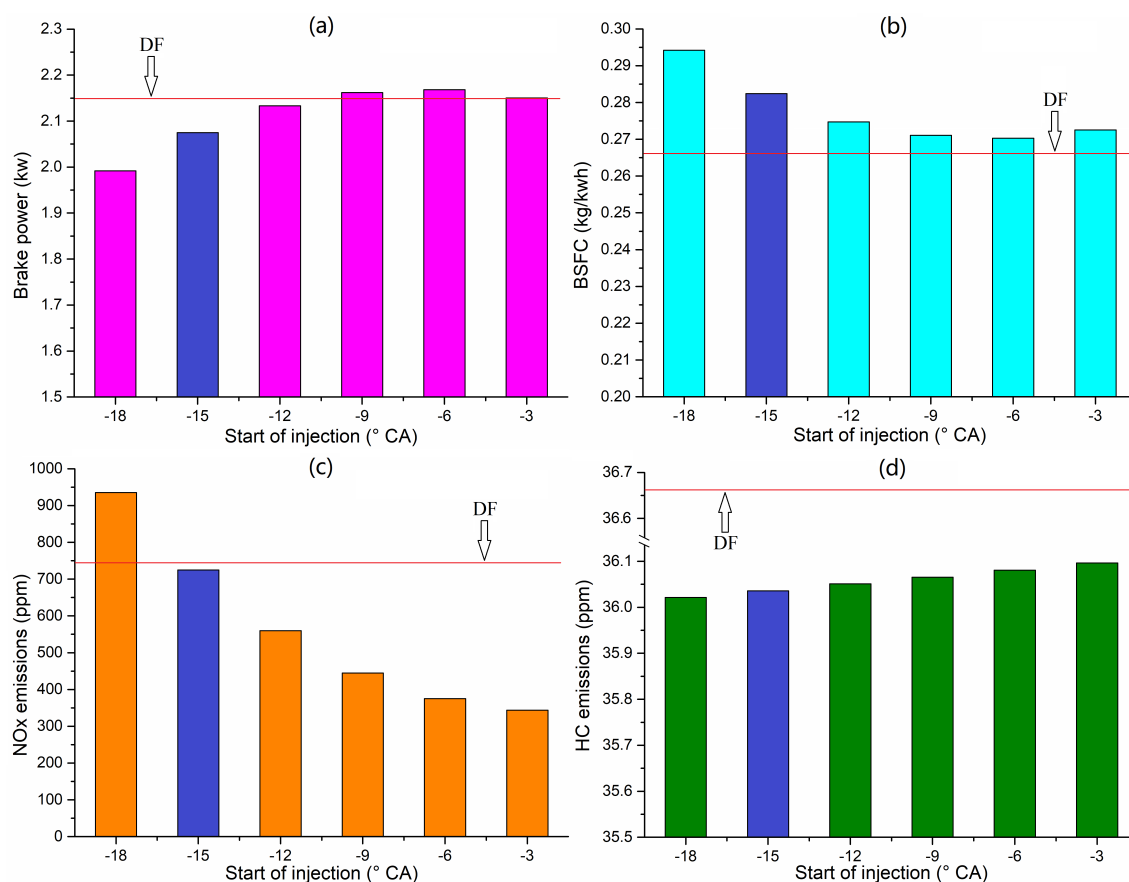 (a)
2.3
2.2
2.1
2.0
1.9
1.8
1.7
1.6
1.5
Brake power (kw)
DF
-18 -15 -12 -9 -6 -3
Start of injection (° CA)
(b)
0.30
0.29
0.28
0.27
0.26
0.25
0.24
0.23
0.22
0.21
0.20
BSFC (kg/kwh)
DF
-18 -15 -12 -9 -6 -3
Start of injection (° CA)
(c)
1000
900
800
700
600
500
400
300
200
100
0
NOx emissions (ppm)
DF
-18 -15 -12 -9 -6 -3
Start of injection (° CA)
(d)
36.7
36.6
36.1
36.0
35.9
35.8
35.7
35.6
35.5
HC emissions (ppm)
DF
-18 -15 -12 -9 -6 -3
Start of injection (° CA)